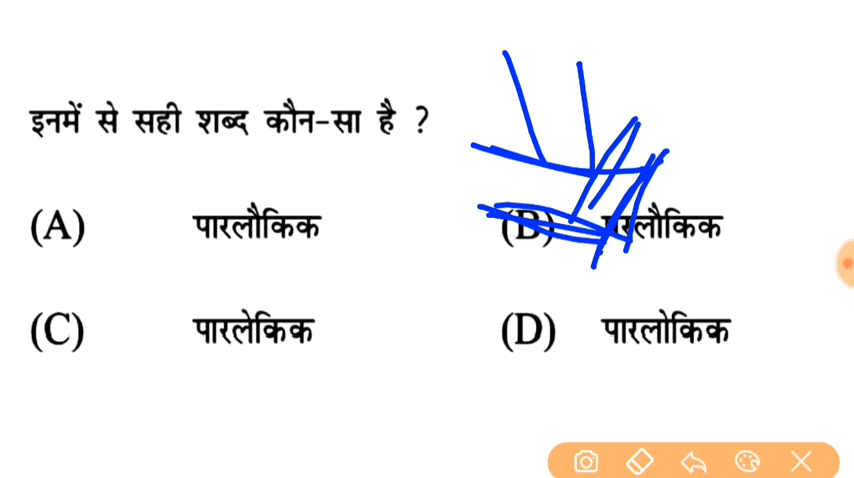 इनमें से सही शब्द कौन-सा है ?
(A) पारलौकिक (B)
(C) पारलेकिक (D) पारलोकिक